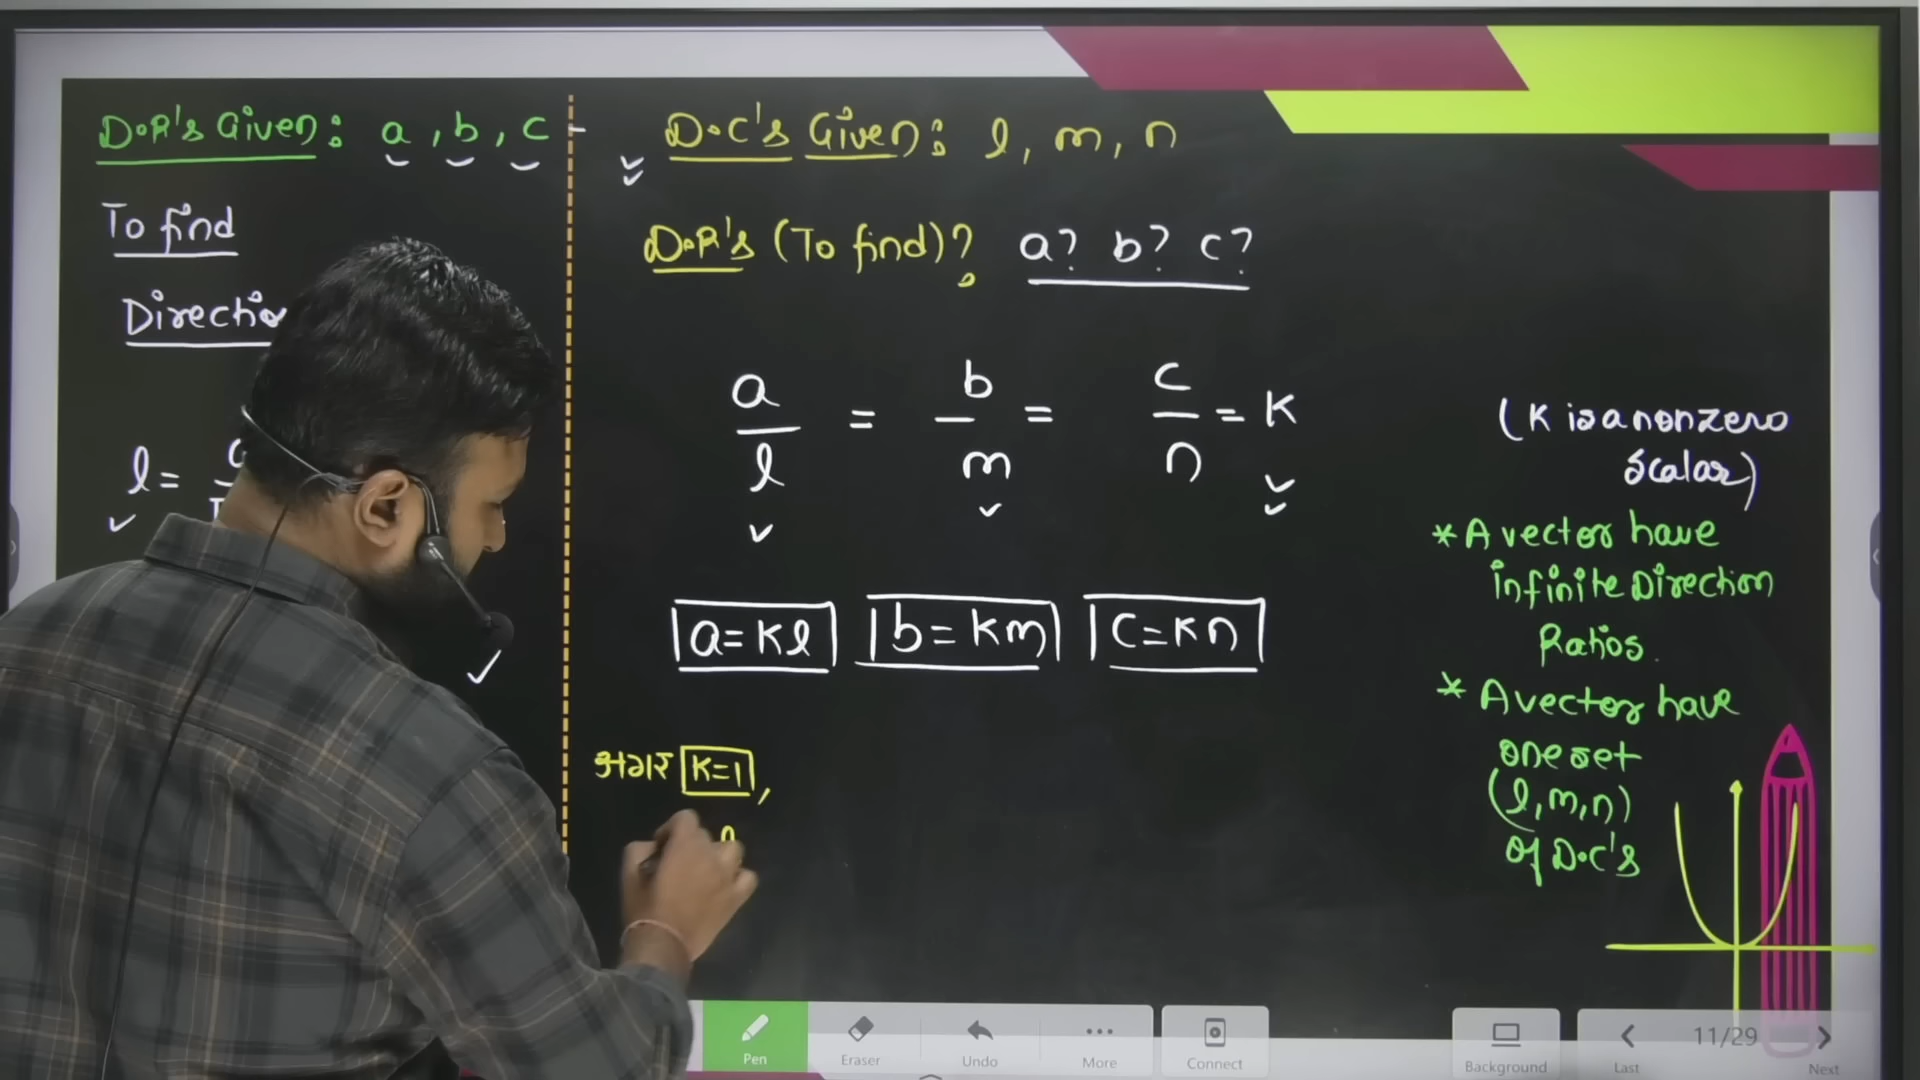 D.R's Given: a, b, c
To find
l =
D.C's Given: l, m, n
D.R's (To find)? a? b? c?
a/l = b/m = c/n = K
a=Kl b=Km c=Kn
अगर K=1,
l
(K is a nonzero
scalar)
* A vector have
infinite Direction
Ratios.
* A vector have
one set
(l,m,n)
of D.C's
Pen
Eraser
Undo
More
Connect
Background
Last
11/29
Next